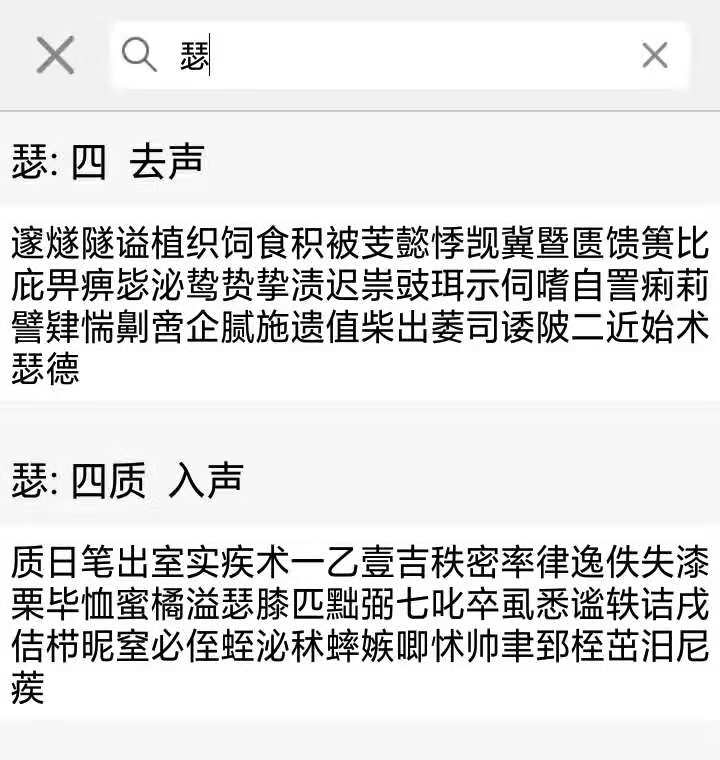 瑟
瑟: 四 去声
邃燧隧谥植织饲食积被芰懿悸觊冀暨匮馈篑比
庇畀痹毖泌鸷贽挚渍迟祟豉珥示伺嗜自詈痢莉
譬肄惴劓啻企腻施遗值柴出萎司诿陂二近始术
瑟德
瑟: 四质 入声
质日笔出室实疾术一乙壹吉秩密率律逸佚失漆
栗毕恤蜜橘溢瑟膝匹黜弼七叱卒虱悉谧轶诘戌
佶栉昵窒必侄蛭泌秫蟀嫉唧怵帅聿郅桎茁汨尼
蒺